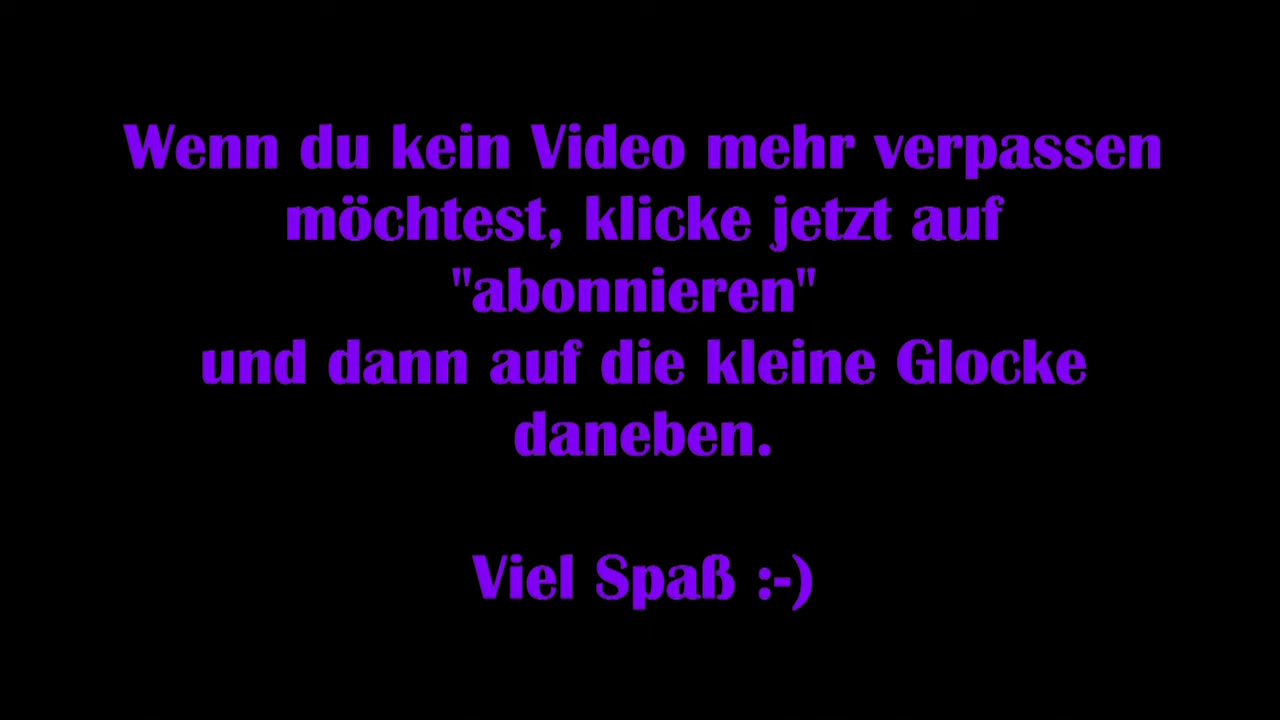 Wenn du kein Video mehr verpassen
möchtest, klicke jetzt auf
"abonnieren"
und dann auf die kleine Glocke
daneben.
Viel Spaß :-)